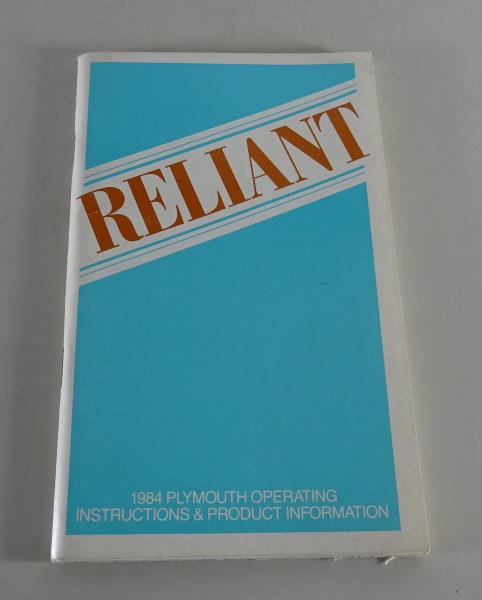 RELIANT
1984 PLYMOUTH OPERATING
INSTRUCTIONS & PRODUCT INFORMATION